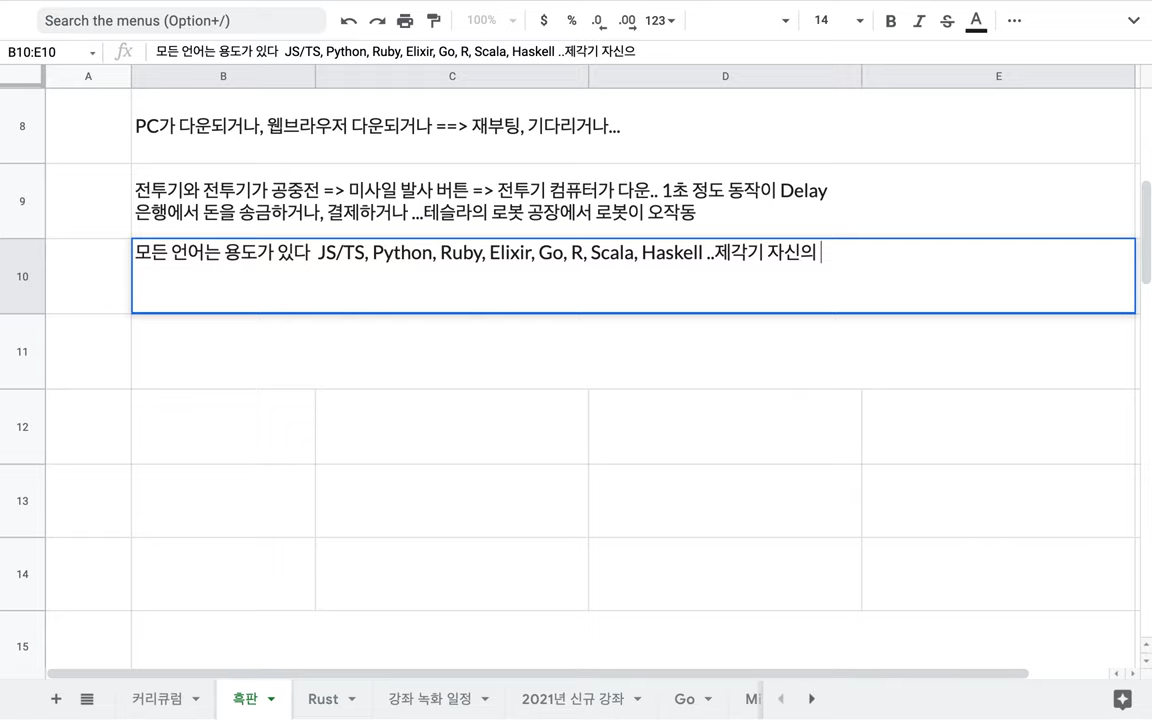 Search the menus (Option+/)
100%
$ % .0 .00 123
14
B I S A
B10:E10
fx 모든 언어는 용도가 있다  JS/TS, Python, Ruby, Elixir, Go, R, Scala, Haskell ..제각기 자신으
A B C D E
8 PC가 다운되거나, 웹브라우저 다운되거나 ==> 재부팅, 기다리거나...
9 전투기와 전투기가 공중전 => 미사일 발사 버튼 => 전투기 컴퓨터가 다운.. 1초 정도 동작이 Delay
은행에서 돈을 송금하거나, 결제하거나 ...테슬라의 로봇 공장에서 로봇이 오작동
10 모든 언어는 용도가 있다  JS/TS, Python, Ruby, Elixir, Go, R, Scala, Haskell ..제각기 자신의
11
12
13
14
15
+ 커리큐럼 흑판 Rust 강좌 녹화 일정 2021년 신규 강좌 Go